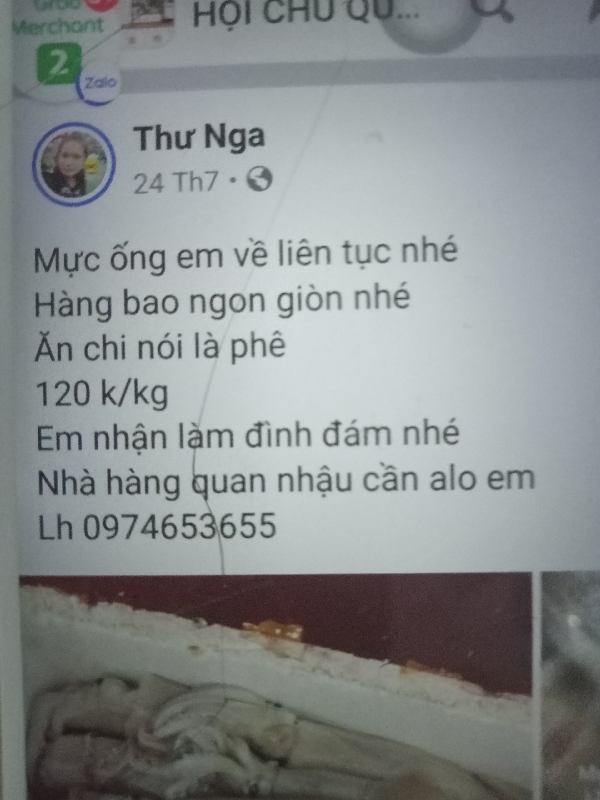 Merchant
HỘI CHỦ QU...
2
Zalo
Thư Nga
24 Th7
Mực ống em về liên tục nhé
Hàng bao ngon giòn nhé
Ăn chi nói là phê
120 k/kg
Em nhận làm đình đám nhé
Nhà hàng quan nhậu cần alo em
Lh 0974653655